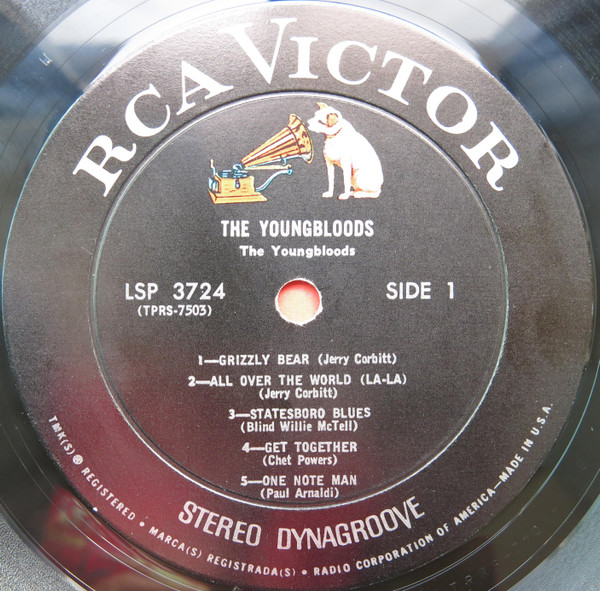 RCA VICTOR
THE YOUNGBLOODS
The Youngbloods
LSP 3724
(TPRS-7503)
SIDE 1
1—GRIZZLY BEAR (Jerry Corbitt)
2—ALL OVER THE WORLD (LA-LA)
(Jerry Corbitt)
3—STATESBORO BLUES
(Blind Willie McTell)
4—GET TOGETHER
(Chet Powers)
5—ONE NOTE MAN
(Paul Arnaldi)
STEREO DYNAGROOVE
TMK(S) ® REGISTERED • MARCA(S) REGISTRADA(S) • RADIO CORPORATION OF AMERICA—MADE IN U.S.A.